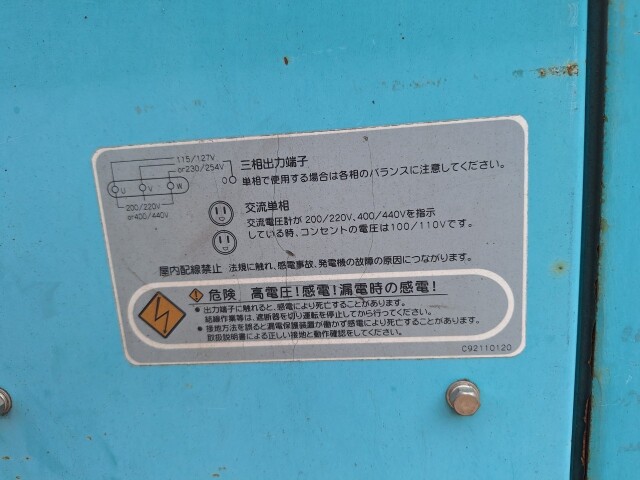 115/127V
or230/254V
U V W O
200/220V
or400/440V
三相出力端子
単相で使用する場合は各相のバランスに注意してください。
交流単相
交流電圧計が 200/220V、400/440Vを指示
している時、コンセントの電圧は100/110Vです。
屋内配線禁止 法規に触れ、感電事故、発電機の故障の原因につながります。
危険 高電圧!感電!漏電時の感電!
● 出力端子に触れると、感電により死亡することがあります。
結線作業等は、遮断器を切り運転を停止してから行ってください。
● 接地方法を誤ると漏電保護装置が働かず感電により死亡することがあります。
取扱説明書による正しい接地と動作確認をしてください。
C92110120